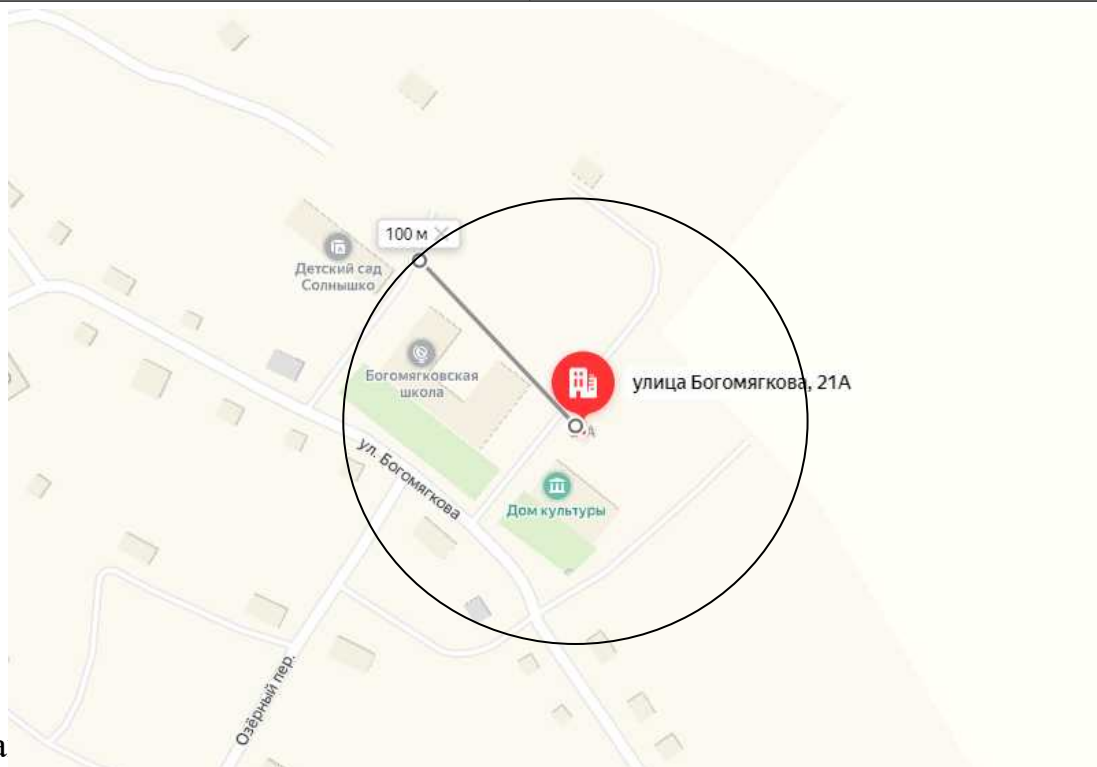 100 м
Детский сад
Солнышко
Богомягковская
школа
улица Богомягкова, 21А
ул. Богомягкова
Дом культуры
Озёрный пер.
а